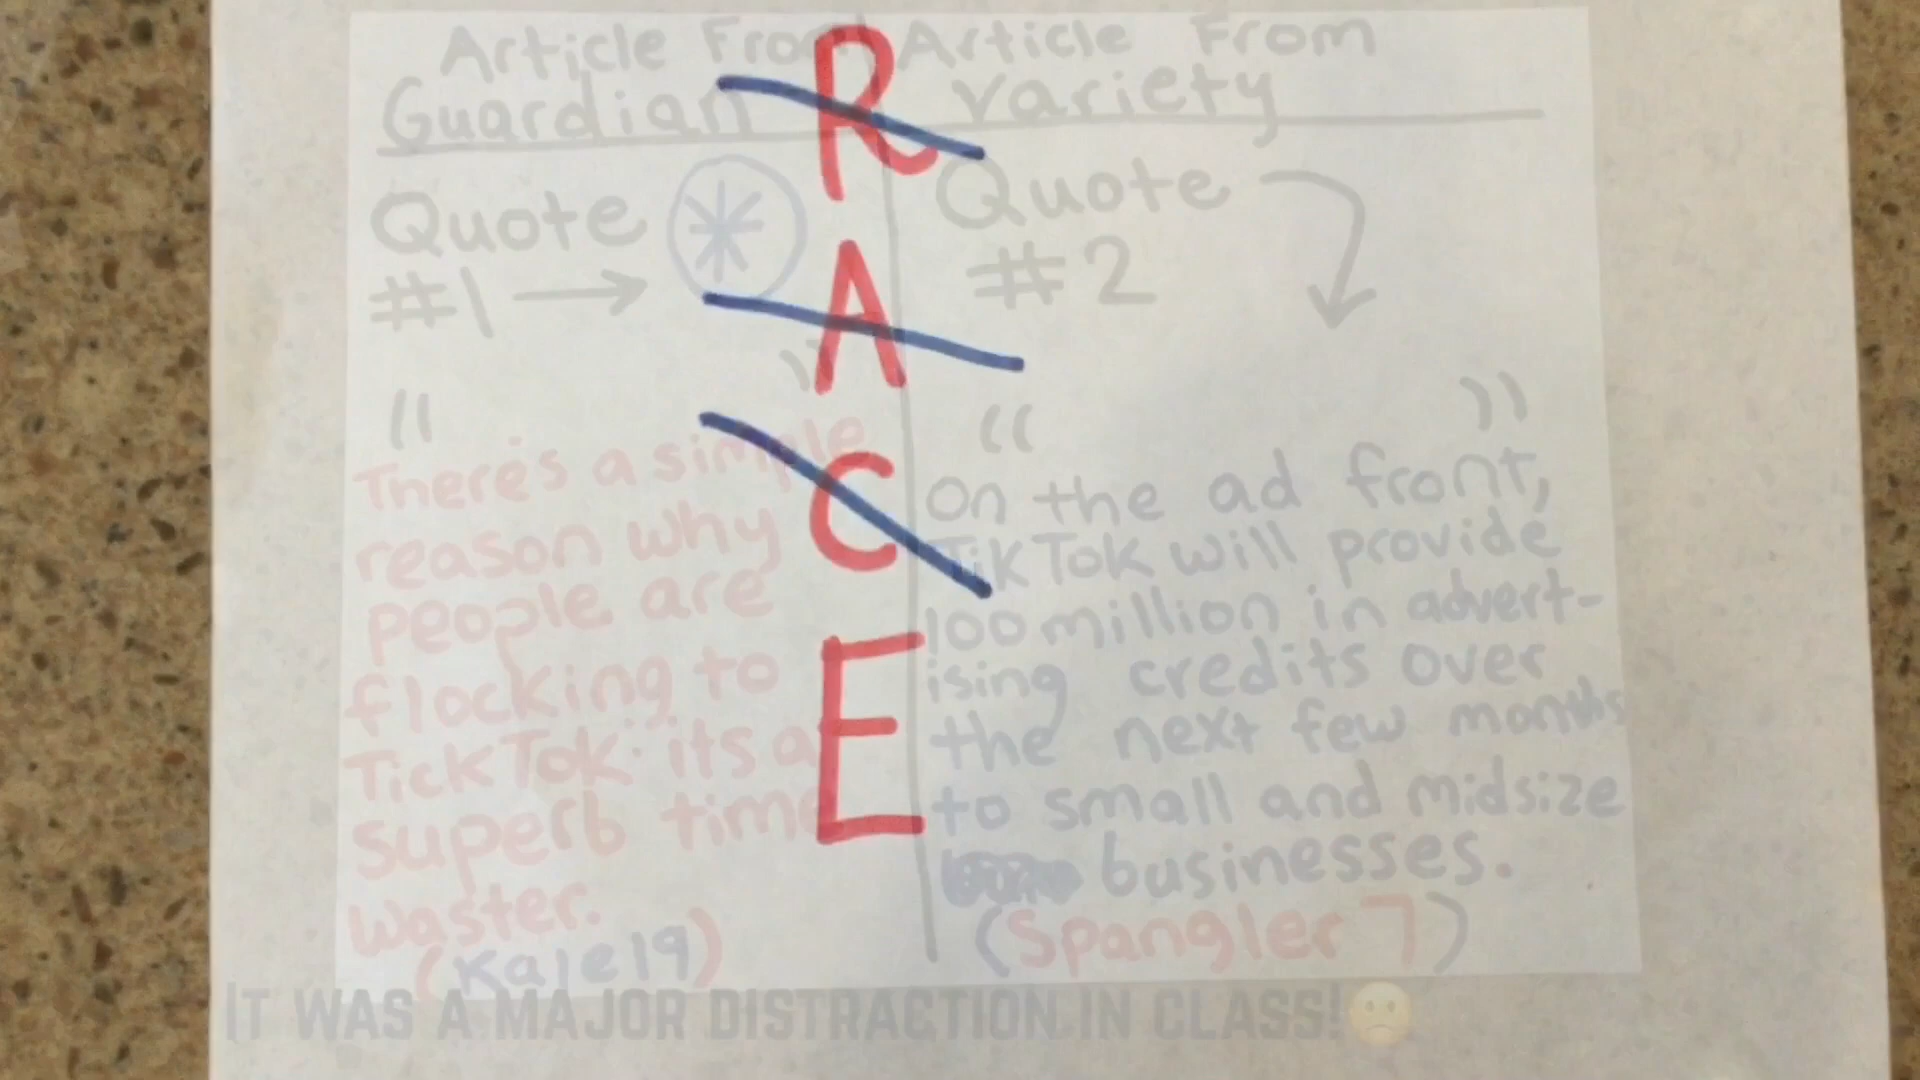 R
A
C
E
Article From
Guardian
Quote
#1
"
"
There's a simple
reason why
people are
flocking to
TickTok: its a
superb time
waster.
(Kale 19)
Article From
Variety
Quote
#2
"
"
On the ad front,
TikTok will provide
100 million in advert-
ising credits over
the next few months
to small and midsize
businesses.
(Spangler 7)
IT WAS A MAJOR DISTRACTION IN CLASS!🙁